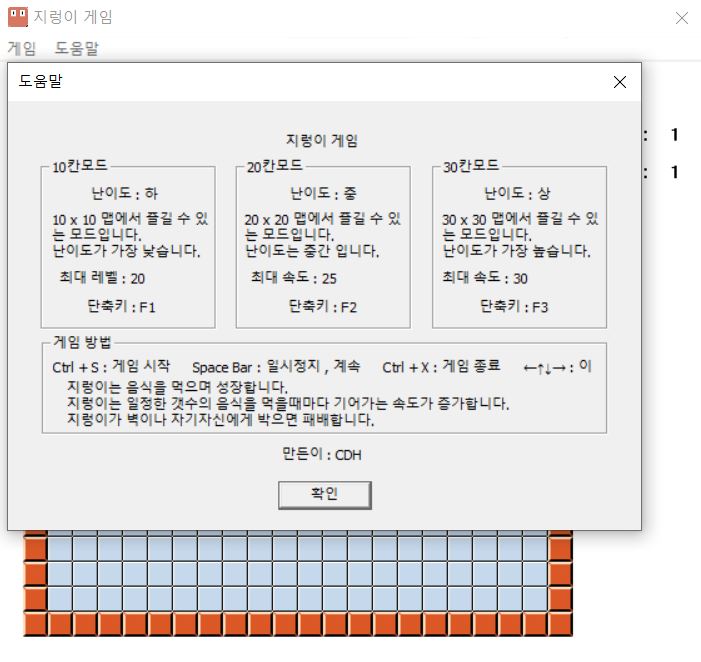 지렁이 게임
게임 도움말
도움말
지렁이 게임
: 1
: 1
10칸모드
난이도 : 하
10 x 10 맵에서 즐길 수 있
는 모드입니다.
난이도가 가장 낮습니다.
최대 레벨 : 20
단축키 : F1
20칸모드
난이도 : 중
20 x 20 맵에서 즐길 수 있
는 모드입니다.
난이도는 중간 입니다.
최대 속도 : 25
단축키 : F2
30칸모드
난이도 : 상
30 x 30 맵에서 즐길 수 있
는 모드입니다.
난이도가 가장 높습니다.
최대 속도 : 30
단축키 : F3
게임 방법
Ctrl + S : 게임 시작 Space Bar : 일시정지 , 계속 Ctrl + X : 게임 종료 ←↑↓→ : 이
지렁이는 음식을 먹으며 성장합니다.
지렁이는 일정한 갯수의 음식을 먹을때마다 기어가는 속도가 증가합니다.
지렁이가 벽이나 자기자신에게 박으면 패배합니다.
만든이 : CDH
확인